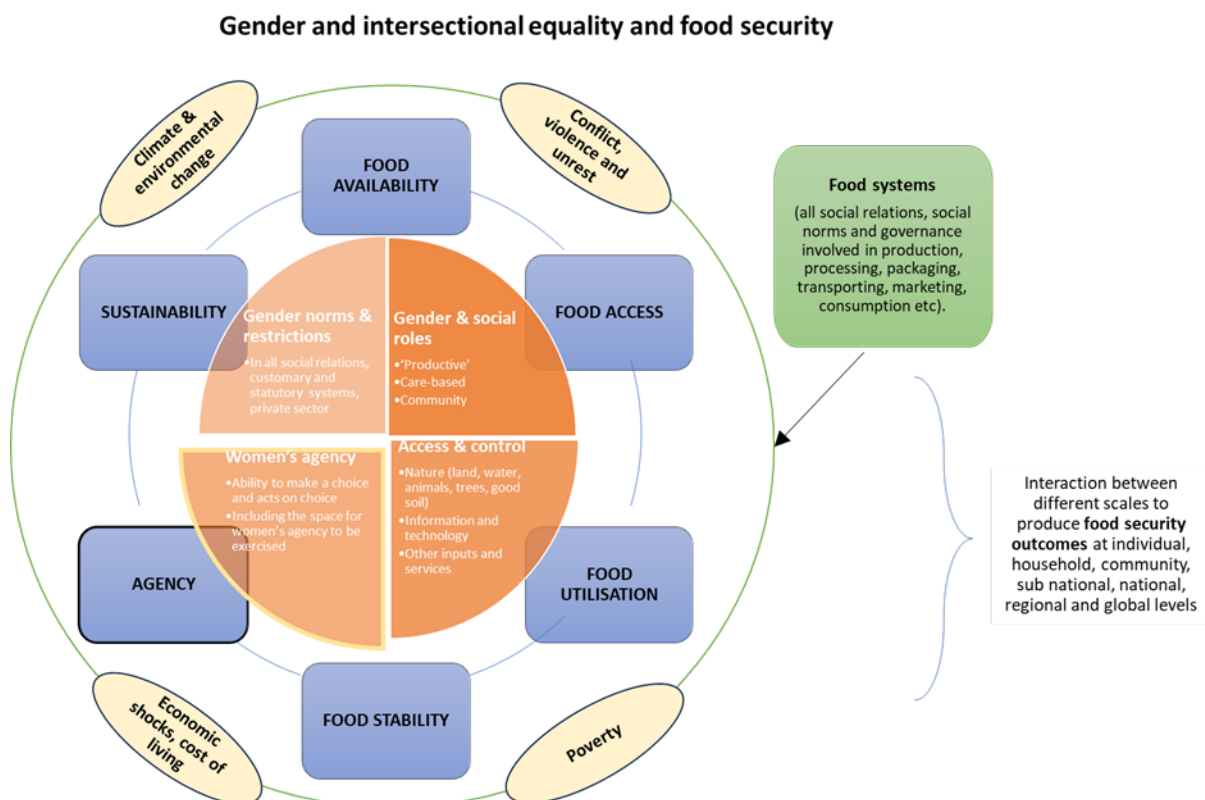 Gender and intersectional equality and food security
Climate &
environmental
change
Conflict,
violence and
unrest
FOOD
AVAILABILITY
Food systems
(all social relations, social
norms and governance
involved in production,
processing, packaging,
transporting, marketing,
consumption etc).
SUSTAINABILITY
FOOD ACCESS
Gender norms &
restrictions
•In all social relations,
customary and
statutory systems,
private sector
Gender & social
roles
•‘Productive’
•Care-based
•Community
Women’s agency
•Ability to make a choice
and acts on choice
•Including the space for
women’s agency to be
exercised
Access & control
•Nature (land, water,
animals, trees, good
soil)
•Information and
technology
•Other inputs and
services
Interaction between
different scales to
produce food security
outcomes at individual,
household, community,
sub national, national,
regional and global levels
AGENCY
FOOD
UTILISATION
FOOD STABILITY
Economic
shocks, cost of
living
Poverty